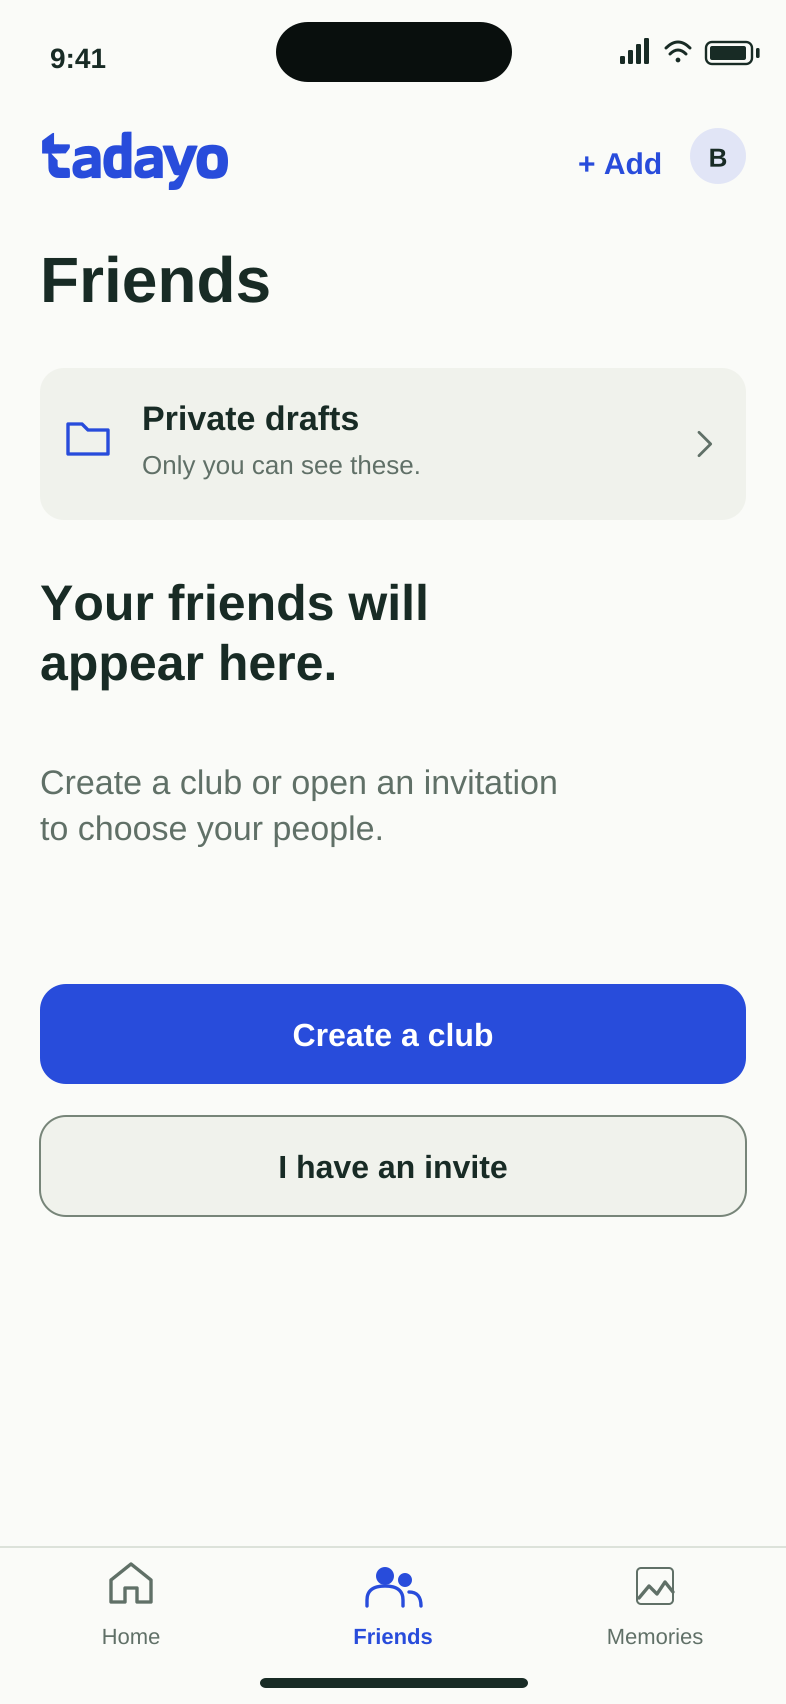 9:41
tadayo
+ Add
B
Friends
Private drafts
Only you can see these.
Your friends will
appear here.
Create a club or open an invitation
to choose your people.
Create a club
I have an invite
Home
Friends
Memories